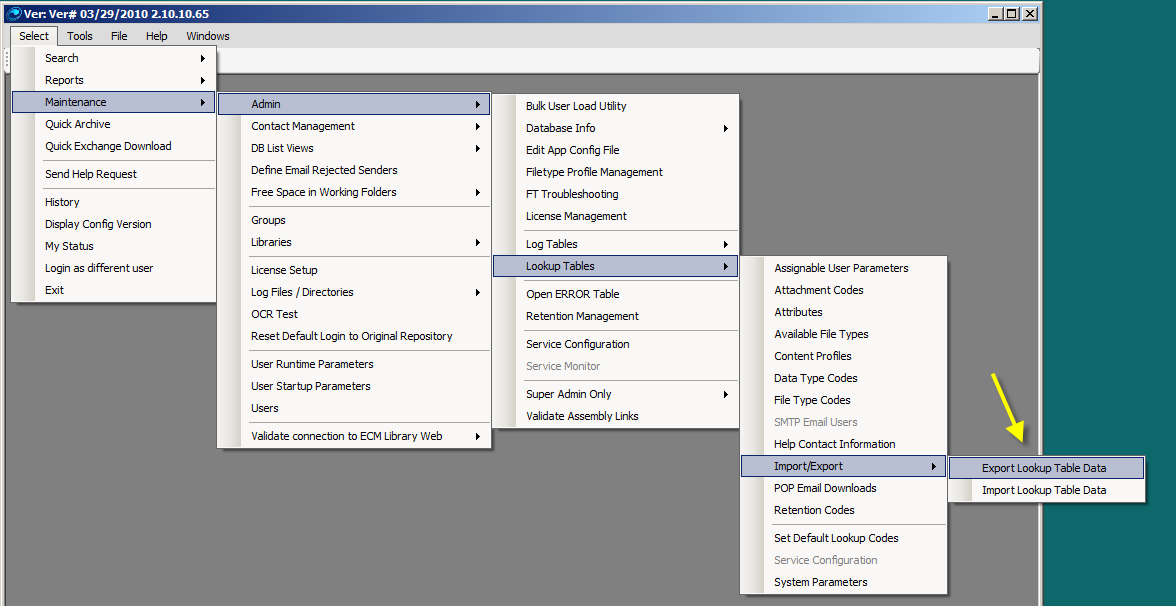 Ver: Ver# 03/29/2010 2.10.10.65
Select Tools File Help Windows
Search
Reports
Maintenance
Quick Archive
Quick Exchange Download
Send Help Request
History
Display Config Version
My Status
Login as different user
Exit
Admin
Contact Management
DB List Views
Define Email Rejected Senders
Free Space in Working Folders
Groups
Libraries
License Setup
Log Files / Directories
OCR Test
Reset Default Login to Original Repository
User Runtime Parameters
User Startup Parameters
Users
Validate connection to ECM Library Web
Bulk User Load Utility
Database Info
Edit App Config File
Filetype Profile Management
FT Troubleshooting
License Management
Log Tables
Lookup Tables
Open ERROR Table
Retention Management
Service Configuration
Service Monitor
Super Admin Only
Validate Assembly Links
Assignable User Parameters
Attachment Codes
Attributes
Available File Types
Content Profiles
Data Type Codes
File Type Codes
SMTP Email Users
Help Contact Information
Import/Export
POP Email Downloads
Retention Codes
Set Default Lookup Codes
Service Configuration
System Parameters
Export Lookup Table Data
Import Lookup Table Data